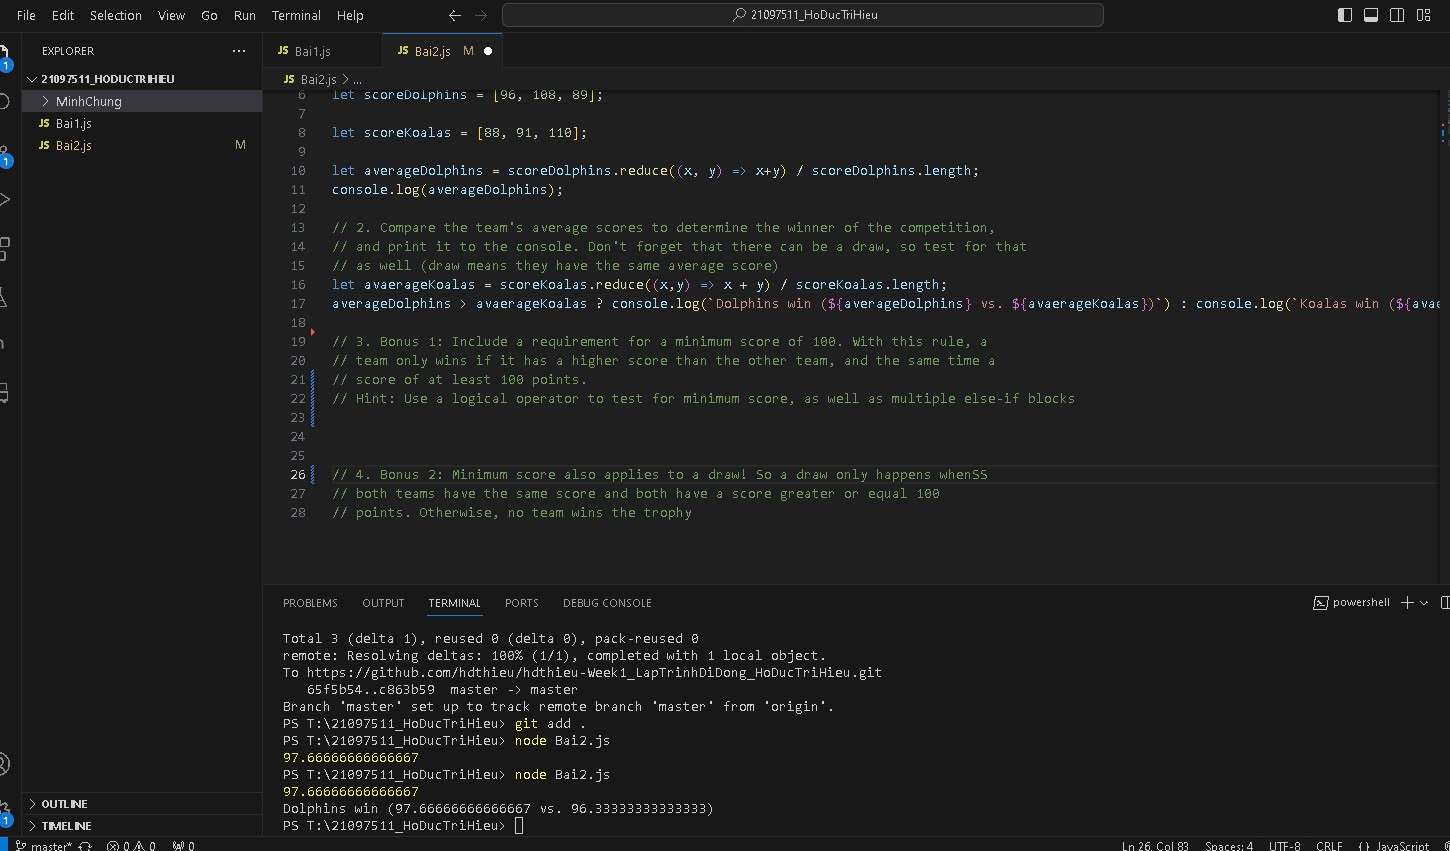 File Edit Selection View Go Run Terminal Help
21097511_HoDucTriHieu
EXPLORER
Bai1.js
Bai2.js M
21097511_HODUCTRIHIEU
Bai2.js > ...
MinhChung
Bai1.js
Bai2.js M
6 let scoreDolphins = [96, 108, 89];
7
8 let scoreKoalas = [88, 91, 110];
9
10 let averageDolphins = scoreDolphins.reduce((x, y) => x+y) / scoreDolphins.length;
11 console.log(averageDolphins);
12
13 // 2. Compare the team's average scores to determine the winner of the competition,
14 // and print it to the console. Don't forget that there can be a draw, so test for that
15 // as well (draw means they have the same average score)
16 let avaerageKoalas = scoreKoalas.reduce((x,y) => x + y) / scoreKoalas.length;
17 averageDolphins > avaerageKoalas ? console.log(`Dolphins win (${averageDolphins} vs. ${avaerageKoalas})`) : console.log(`Koalas win (${avae
18
19 // 3. Bonus 1: Include a requirement for a minimum score of 100. With this rule, a
20 // team only wins if it has a higher score than the other team, and the same time a
21 // score of at least 100 points.
22 // Hint: Use a logical operator to test for minimum score, as well as multiple else-if blocks
23
24
25
26 // 4. Bonus 2: Minimum score also applies to a draw! So a draw only happens whenSS
27 // both teams have the same score and both have a score greater or equal 100
28 // points. Otherwise, no team wins the trophy
PROBLEMS OUTPUT TERMINAL PORTS DEBUG CONSOLE
powershell
Total 3 (delta 1), reused 0 (delta 0), pack-reused 0
remote: Resolving deltas: 100% (1/1), completed with 1 local object.
To https://github.com/hdthieu/hdthieu-Week1_LapTrinhDiDong_HoDucTriHieu.git
65f5b54..c863b59 master -> master
Branch 'master' set up to track remote branch 'master' from 'origin'.
PS T:\21097511_HoDucTriHieu> git add .
PS T:\21097511_HoDucTriHieu> node Bai2.js
97.66666666666667
PS T:\21097511_HoDucTriHieu> node Bai2.js
97.66666666666667
Dolphins win (97.66666666666667 vs. 96.33333333333333)
PS T:\21097511_HoDucTriHieu>
OUTLINE
TIMELINE
master* 0 0 0 Ln 26, Col 83 Spaces: 4 UTF-8 CRLF {} JavaScript